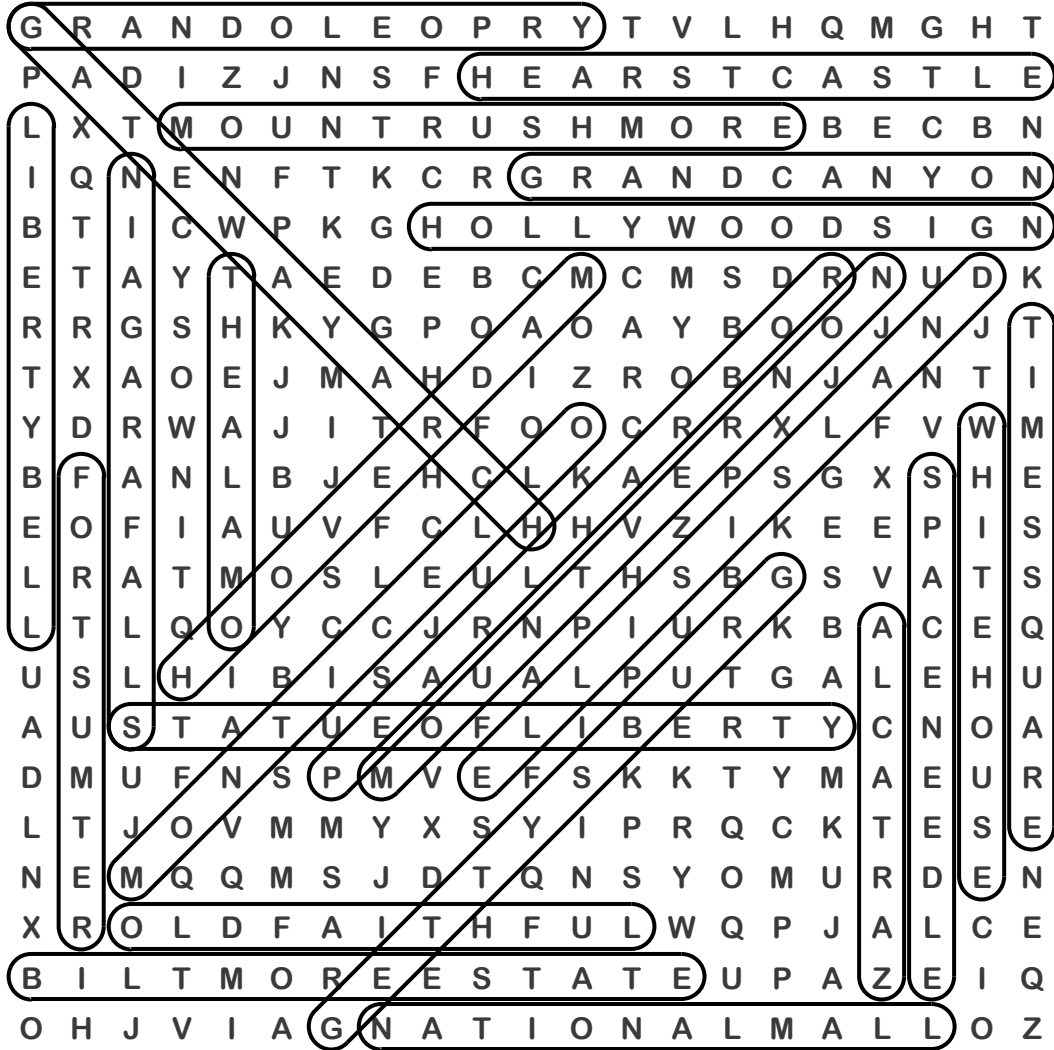 G R A N D O L E O P R Y T V L H Q M G H T
P A D I Z J N S F H E A R S T C A S T L E
L X T M O U N T R U S H M O R E B E C B N
I Q N E N F T K C R G R A N D C A N Y O N
B T I C W P K G H O L L Y W O O D S I G N
E T A Y T A E D E B C M C M S D R N U D K
R R G S H K Y G P O A O A Y B O O J N J T
T X A O E J M A H D I Z R O B N J A N T I
Y D R W A J I T R F O O C R R X L F V W M
B F A N L B J E H C L K A E P S G X S H E
E O F I A U V F C L H H V Z I K E E P I S
L R A T M O S L E U L T H S B G S V A T S
L T L Q O Y C C J R N P I U R K B A C E Q
U S L H I B I S A U A L P U T G A L E H U
A U S T A T U E O F L I B E R T Y C N O A
D M U F N S P M V E F S K K T Y M A E U R
L T J O V M M Y X S Y I P R Q C K T E S E
N E M Q Q M S J D T Q N S Y O M U R D E N
X R O L D F A I T H F U L W Q P J A L C E
B I L T M O R E E S T A T E U P A Z E I Q
O H J V I A G N A T I O N A L M A L L O Z